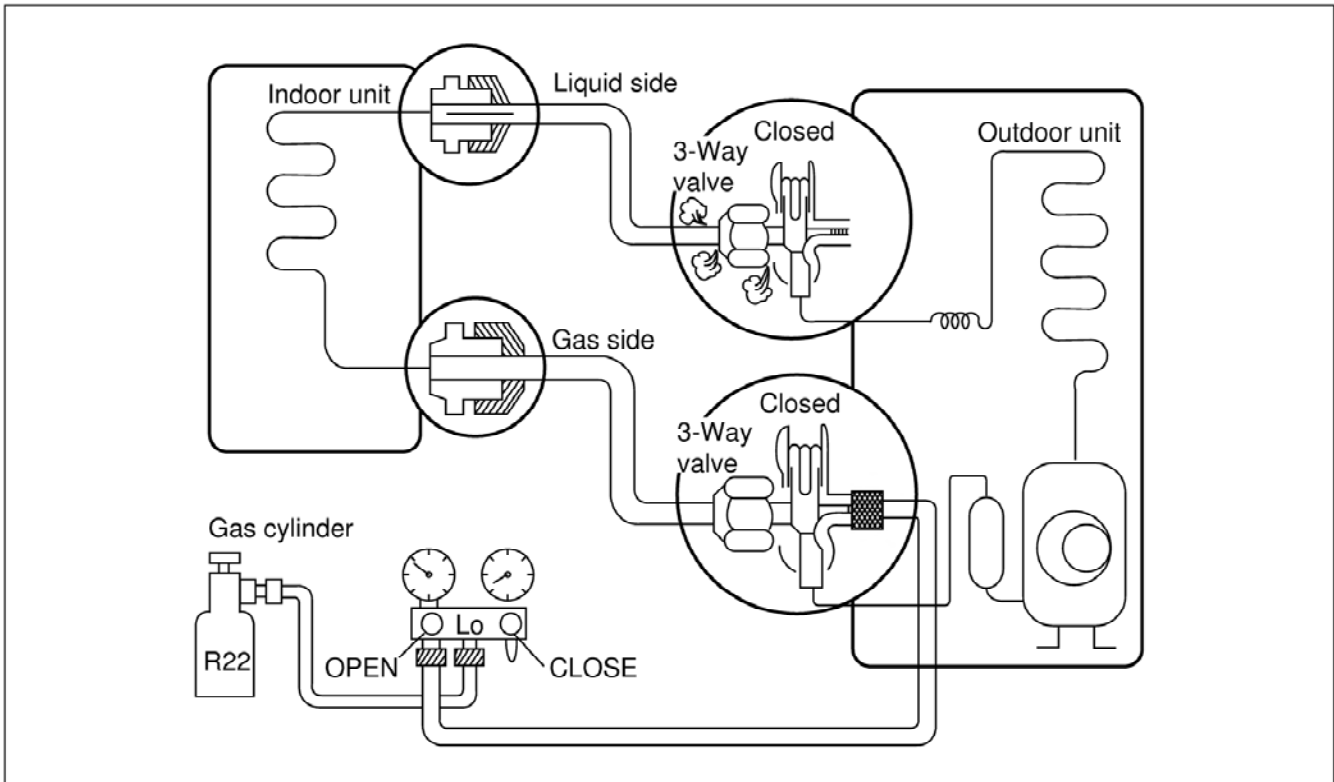 Indoor unit
Liquid side
Closed
3-Way
valve
Outdoor unit
Gas side
Closed
3-Way
valve
Gas cylinder
R22
Lo
OPEN
CLOSE